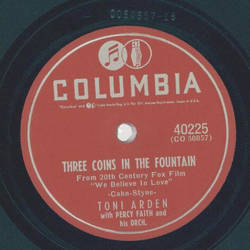 COLUMBIA
40225
(CO 50857)
THREE COINS IN THE FOUNTAIN
From 20th Century Fox Film
"We Believe In Love"
-Cahn-Styne-
TONI ARDEN
with PERCY FAITH and
his ORCH.